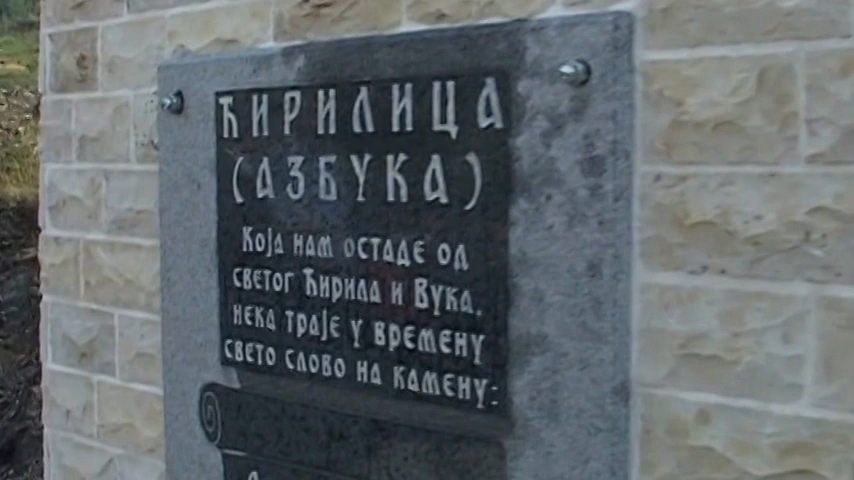 ЋИРИЛИЦА
(АЗБУКА)
Која нам остаде од
светог Ћирила и Вука.
нека траје у времену
свето слово на камену: